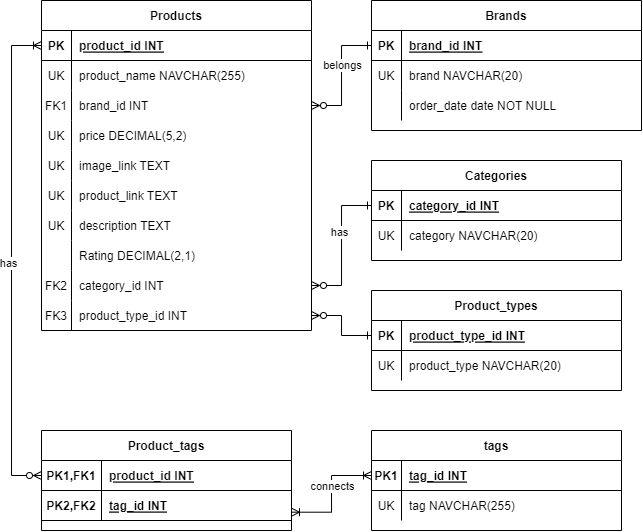 Products
PK product_id INT
UK product_name NAVCHAR(255)
FK1 brand_id INT
UK price DECIMAL(5,2)
UK image_link TEXT
UK product_link TEXT
UK description TEXT
Rating DECIMAL(2,1)
FK2 category_id INT
FK3 product_type_id INT
Brands
PK brand_id INT
UK brand NAVCHAR(20)
order_date date NOT NULL
belongs
Categories
PK category_id INT
UK category NAVCHAR(20)
has
Product_types
PK product_type_id INT
UK product_type NAVCHAR(20)
has
Product_tags
PK1,FK1 product_id INT
PK2,FK2 tag_id INT
connects
tags
PK1 tag_id INT
UK tag NAVCHAR(255)